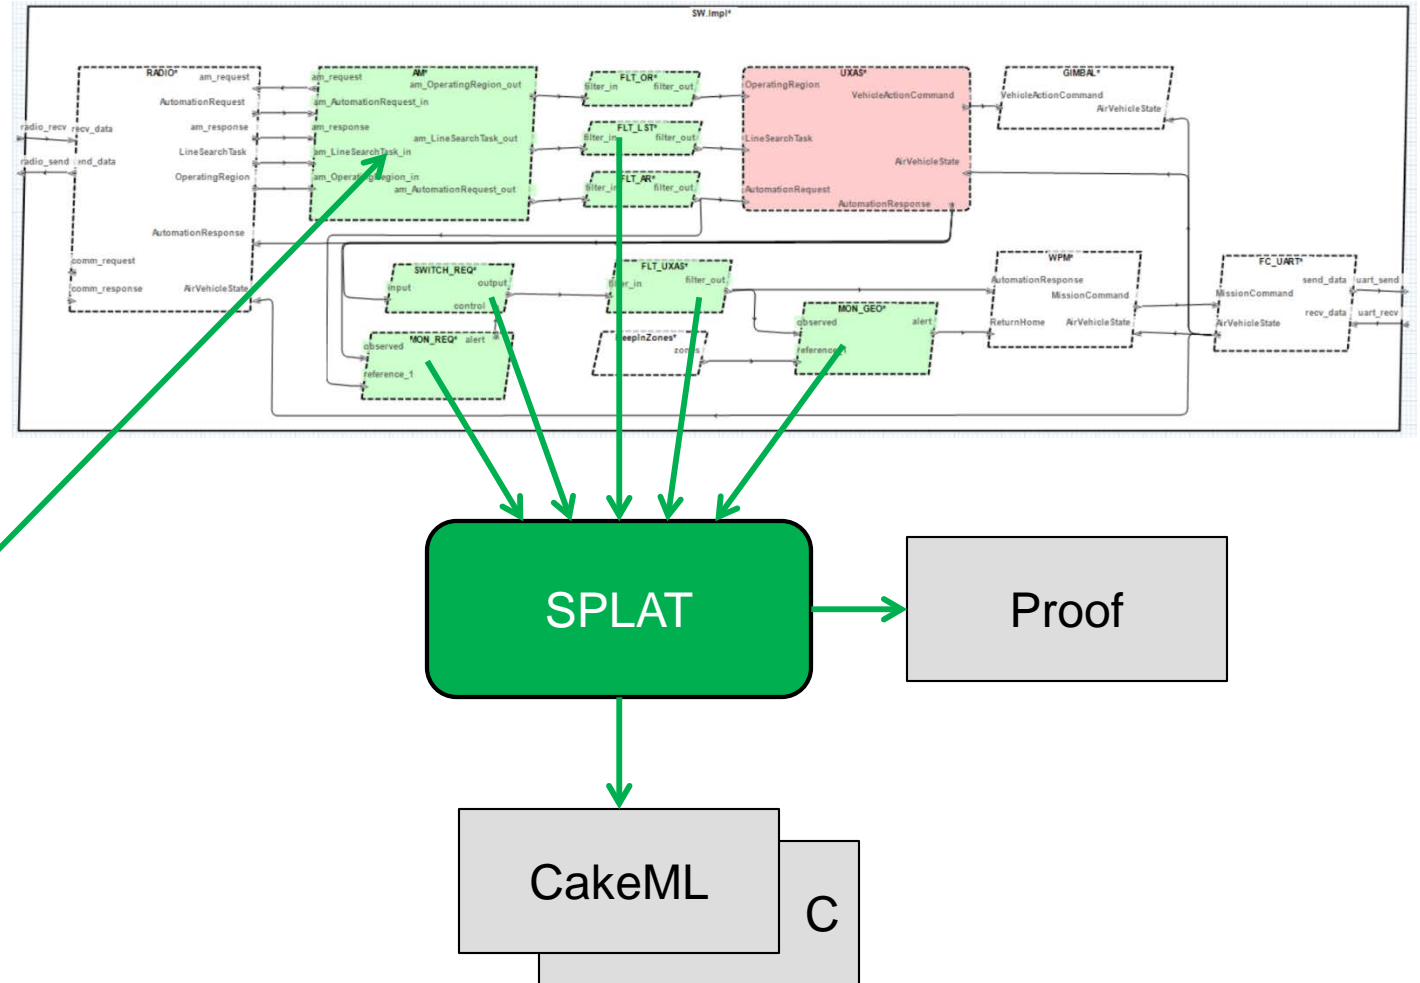 SW.Impl*
RADIO*
am_request
AutomationRequest
am_response
LineSearchTask
OperatingRegion
AutomationResponse
comm_request
comm_response
AirVehicleState
radio_recv
recv_data
radio_send
end_data
AM*
am_request
am_OperatingRegion_out
am_AutomationRequest_in
am_response
am_LineSearchTask_out
am_LineSearchTask_in
am_OperatingRegion_in
am_AutomationRequest_out
FLT_OR*
filter_in
filter_out
FLT_LST*
filter_in
filter_out
FLT_AR*
filter_in
filter_out
UXAS*
OperatingRegion
VehicleActionCommand
LineSearchTask
AirVehicleState
AutomationRequest
AutomationResponse
GIMBAL*
VehicleActionCommand
AirVehicleState
SWITCH_REQ*
input
output
control
FLT_UXAS*
filter_in
filter_out
MON_REQ*
alert
observed
reference_1
KeepInZones*
zones
MON_GEO*
observed
alert
reference_1
WPM*
AutomationResponse
MissionCommand
ReturnHome
AirVehicleState
FC_UART*
send_data
MissionCommand
recv_data
AirVehicleState
uart_send
uart_recv
SPLAT
Proof
CakeML
C